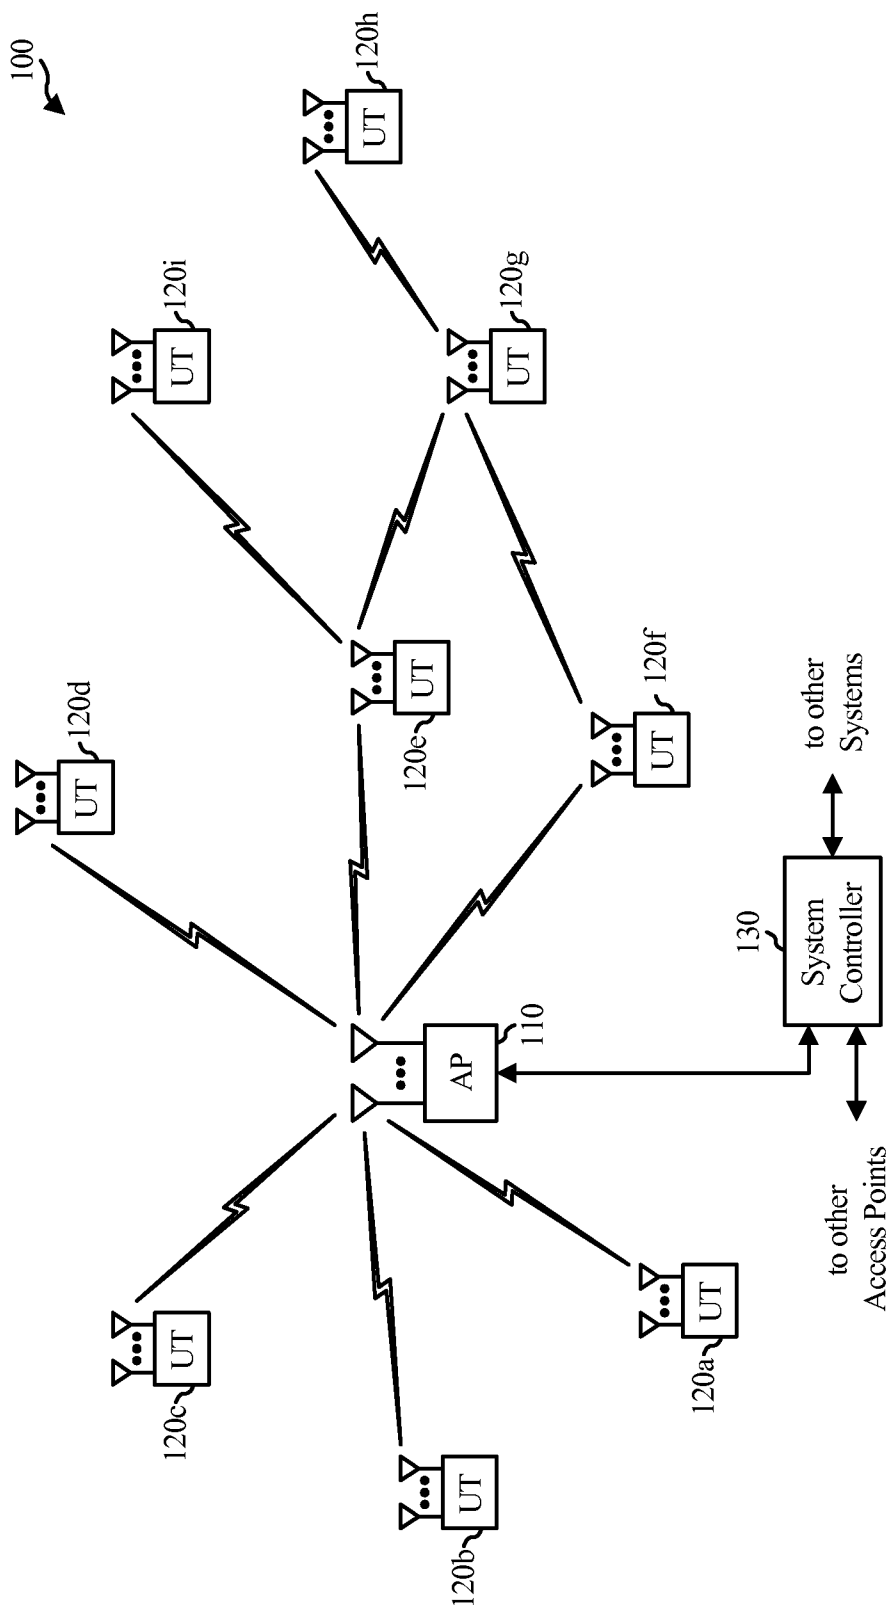 100
120d
UT
120i
UT
120c
UT
120h
UT
120e
UT
120b
UT
AP
110
120g
UT
120f
UT
120a
UT
130
System
Controller
to other
Access Points
to other
Systems